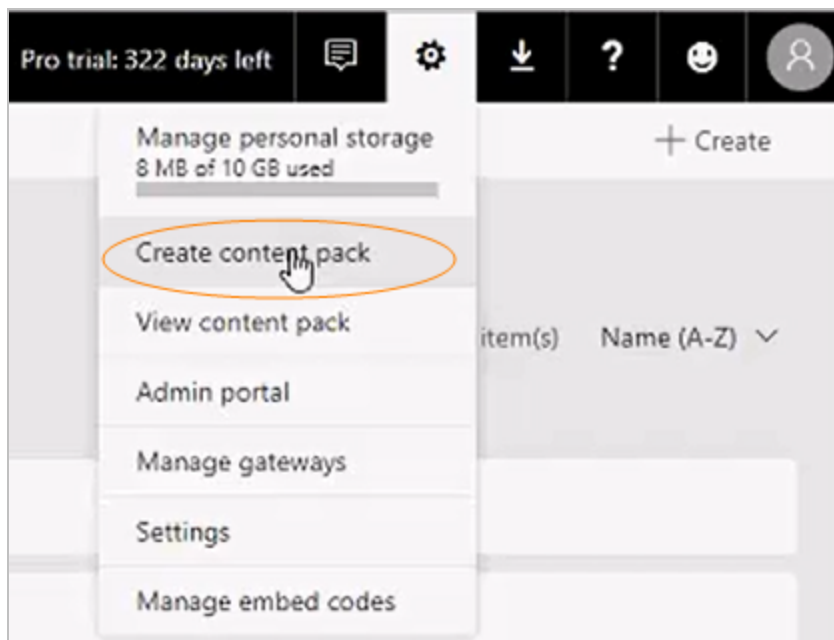 Pro trial: 322 days left
?
Manage personal storage
8 MB of 10 GB used
+ Create
Create content pack
View content pack
item(s) Name (A-Z)
Admin portal
Manage gateways
Settings
Manage embed codes